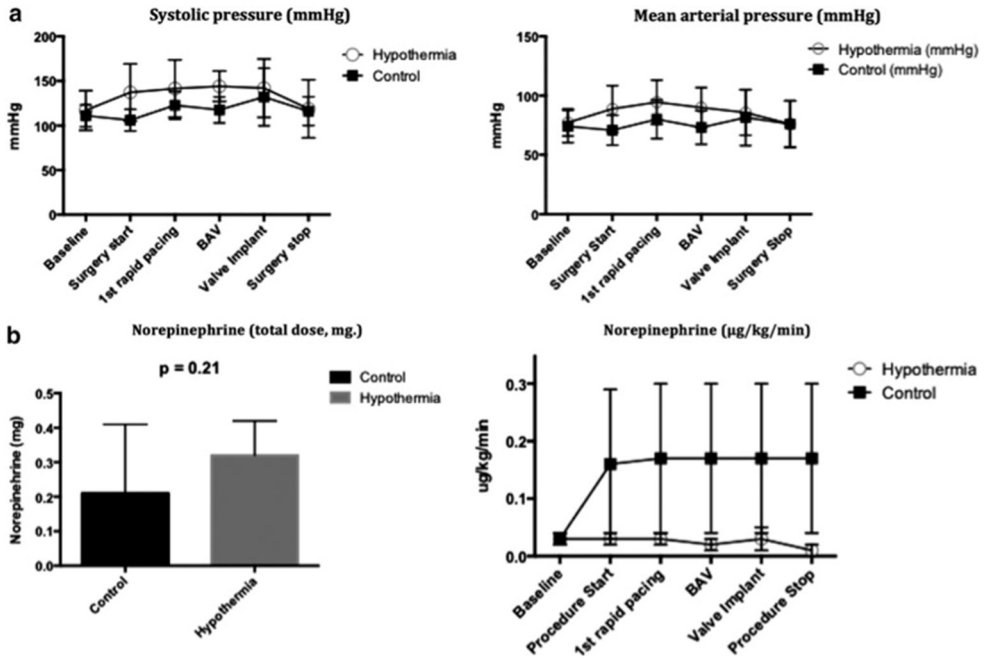 a
Systolic pressure (mmHg)
200
150
100
50
0
mmHg
Hypothermia
Control
Baseline
Surgery start
1st rapid pacing
BAV
Valve Implant
Surgery stop
Mean arterial pressure (mmHg)
150
100
50
0
mmHg
Hypothermia (mmHg)
Control (mmHg)
Baseline
Surgery Start
1st rapid pacing
BAV
Valve Implant
Surgery Stop
b
Norepinephrine (total dose, mg.)
p = 0.21
Control
Hypothermia
0.5
0.4
0.3
0.2
0.1
0.0
Norepinehrine (mg)
Control
Hypothermia
Norepinephrine (µg/kg/min)
Hypothermia
Control
0.3
0.2
0.1
0.0
ug/kg/min
Baseline
Procedure Start
1st rapid pacing
BAV
Valve Implant
Procedure Stop